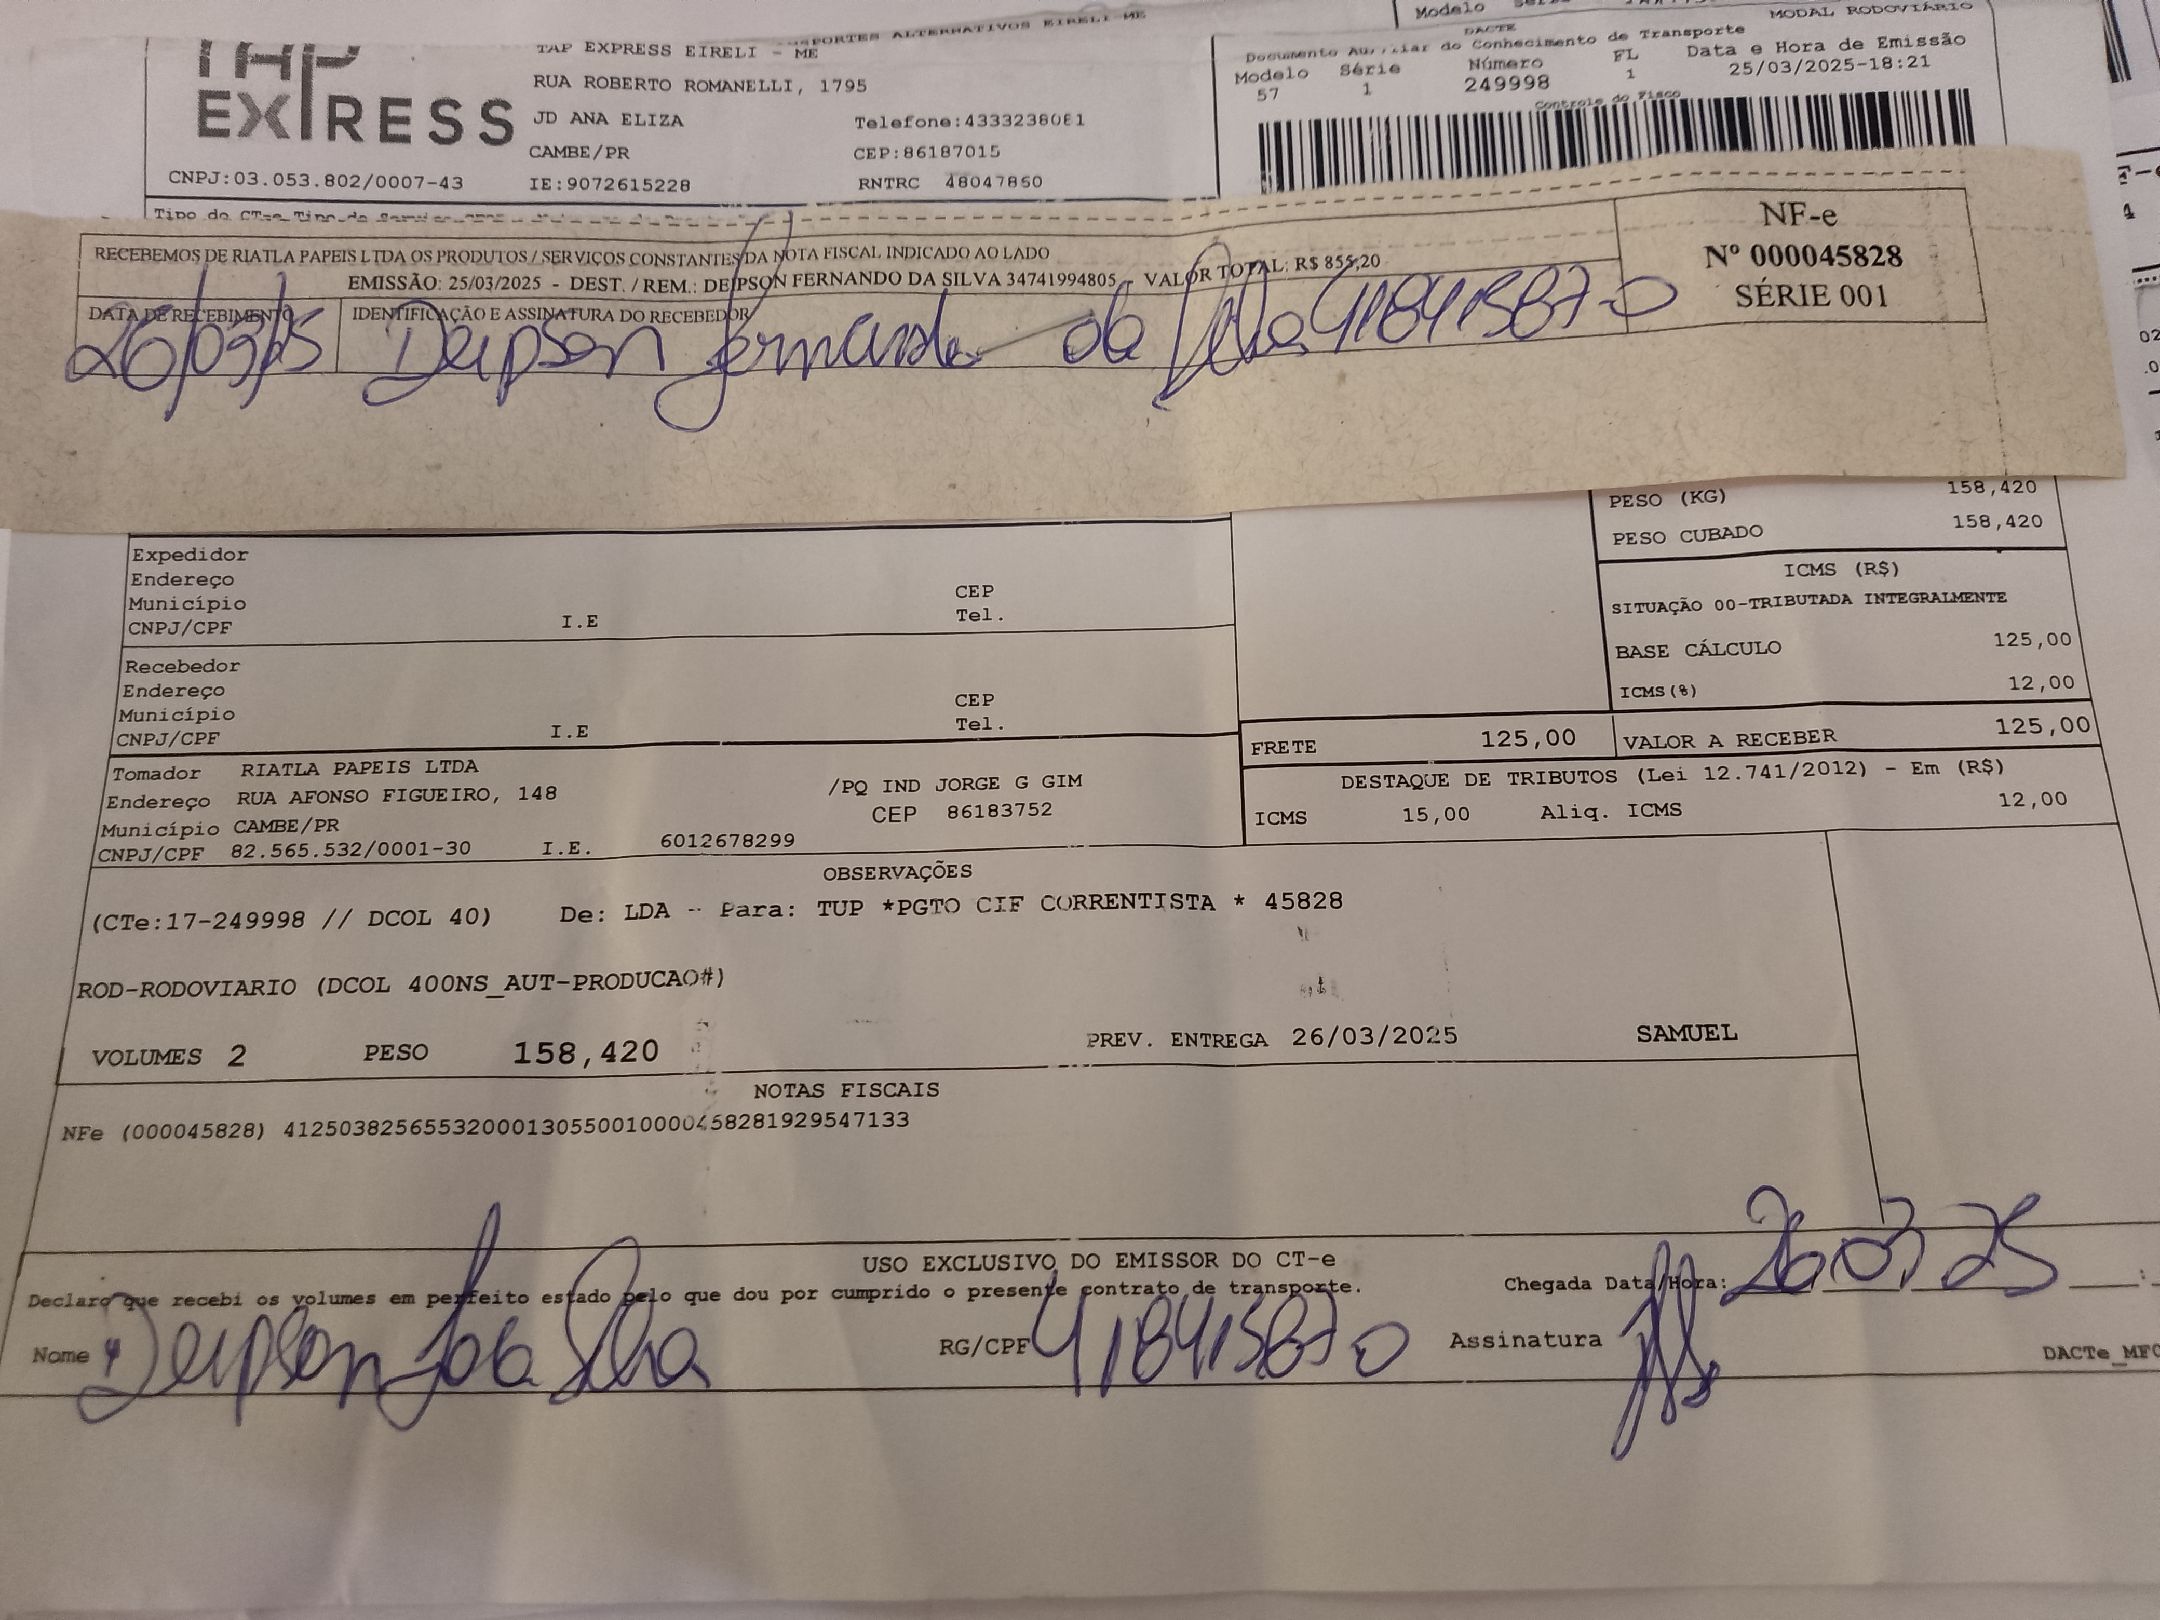 TAP
EXPRESS
CNPJ:03.053.802/0007-43
TAP EXPRESS EIRELI - ME
RUA ROBERTO ROMANELLI, 1795
JD ANA ELIZA Telefone:4333238081
CAMBE/PR CEP:86187015
IE:9072615228 RNTRC 48047860
ALTERNATIVOS EIRELI-ME
Modelo
DACTE MODAL RODOVIÁRIO
Documento Auxiliar do Conhecimento de Transporte
Modelo Série Número FL Data e Hora de Emissão
57 1 249998 1 25/03/2025-18:21
Controle do Fisco
RECEBEMOS DE RIATLA PAPEIS LTDA OS PRODUTOS / SERVIÇOS CONSTANTES DA NOTA FISCAL INDICADO AO LADO
EMISSÃO: 25/03/2025 - DEST. / REM.: DEIPSON FERNANDO DA SILVA 34741994805 - VALOR TOTAL: R$ 855,20
DATA DE RECEBIMENTO IDENTIFICAÇÃO E ASSINATURA DO RECEBEDOR
26/03/25 Deipson Fernando da Silva 418415870
NF-e
Nº 000045828
SÉRIE 001
PESO (KG) 158,420
PESO CUBADO 158,420
ICMS (R$)
SITUAÇÃO 00-TRIBUTADA INTEGRALMENTE
BASE CÁLCULO 125,00
ICMS(%) 12,00
Expedidor
Endereço CEP
Município Tel.
CNPJ/CPF I.E
Recebedor
Endereço CEP
Município Tel.
CNPJ/CPF I.E
FRETE 125,00 VALOR A RECEBER 125,00
DESTAQUE DE TRIBUTOS (Lei 12.741/2012) - Em (R$)
ICMS 15,00 Aliq. ICMS 12,00
Tomador RIATLA PAPEIS LTDA
Endereço RUA AFONSO FIGUEIRO, 148 /PQ IND JORGE G GIM
Município CAMBE/PR CEP 86183752
CNPJ/CPF 82.565.532/0001-30 I.E. 6012678299
OBSERVAÇÕES
(CTe:17-249998 // DCOL 40) De: LDA - Para: TUP *PGTO CIF CORRENTISTA * 45828
ROD-RODOVIARIO (DCOL 400NS_AUT-PRODUCAO#)
VOLUMES 2 PESO 158,420 PREV. ENTREGA 26/03/2025 SAMUEL
NOTAS FISCAIS
NFe (000045828) 41250382565532000130550010000458281929547133
USO EXCLUSIVO DO EMISSOR DO CT-e
Declaro que recebi os volumes em perfeito estado pelo que dou por cumprido o presente contrato de transporte. Chegada Data/Hora: 26 03 25
Nome Deipson F da Silva RG/CPF 418415870 Assinatura
DACTe_MFC